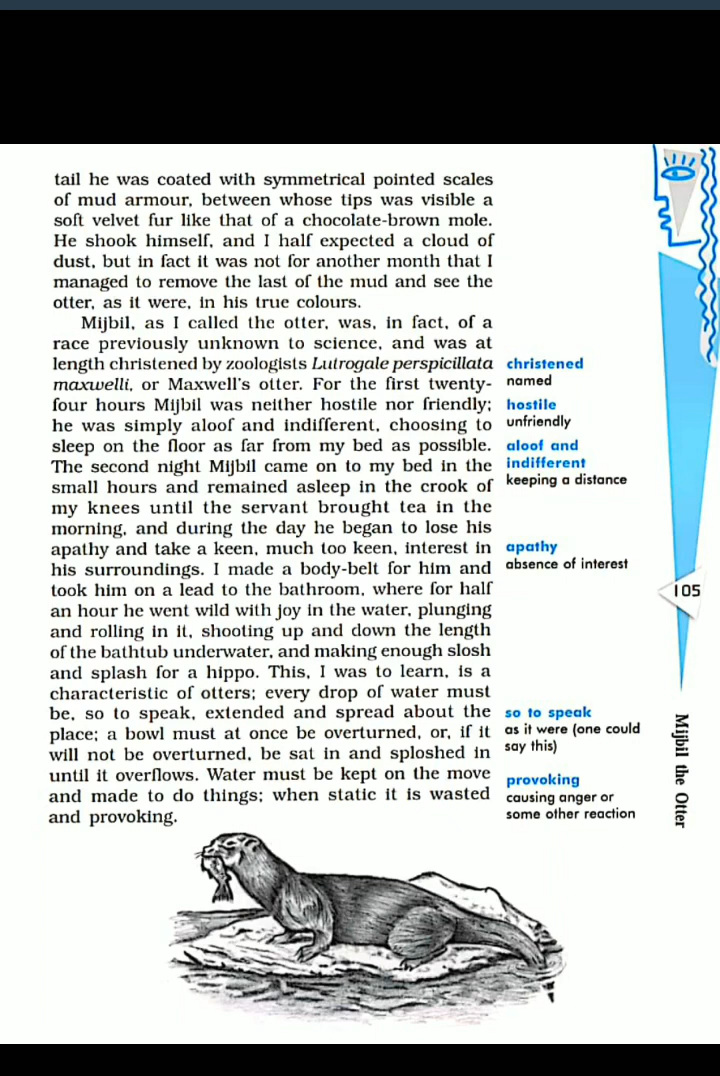 tail he was coated with symmetrical pointed scales
of mud armour, between whose tips was visible a
soft velvet fur like that of a chocolate-brown mole.
He shook himself, and I half expected a cloud of
dust, but in fact it was not for another month that I
managed to remove the last of the mud and see the
otter, as it were, in his true colours.
Mijbil, as I called the otter, was, in fact, of a
race previously unknown to science, and was at
length christened by zoologists Lutrogale perspicillata
maxwelli, or Maxwell's otter. For the first twenty-
four hours Mijbil was neither hostile nor friendly;
he was simply aloof and indifferent, choosing to
sleep on the floor as far from my bed as possible.
The second night Mijbil came on to my bed in the
small hours and remained asleep in the crook of
my knees until the servant brought tea in the
morning, and during the day he began to lose his
apathy and take a keen, much too keen, interest in
his surroundings. I made a body-belt for him and
took him on a lead to the bathroom, where for half
an hour he went wild with joy in the water, plunging
and rolling in it, shooting up and down the length
of the bathtub underwater, and making enough slosh
and splash for a hippo. This, I was to learn, is a
characteristic of otters; every drop of water must
be, so to speak, extended and spread about the
place; a bowl must at once be overturned, or, if it
will not be overturned, be sat in and sploshed in
until it overflows. Water must be kept on the move
and made to do things; when static it is wasted
and provoking.
christened
named
hostile
unfriendly
aloof and
indifferent
keeping a distance
apathy
absence of interest
so to speak
as it were (one could
say this)
provoking
causing anger or
some other reaction
105
Mijbil the Otter